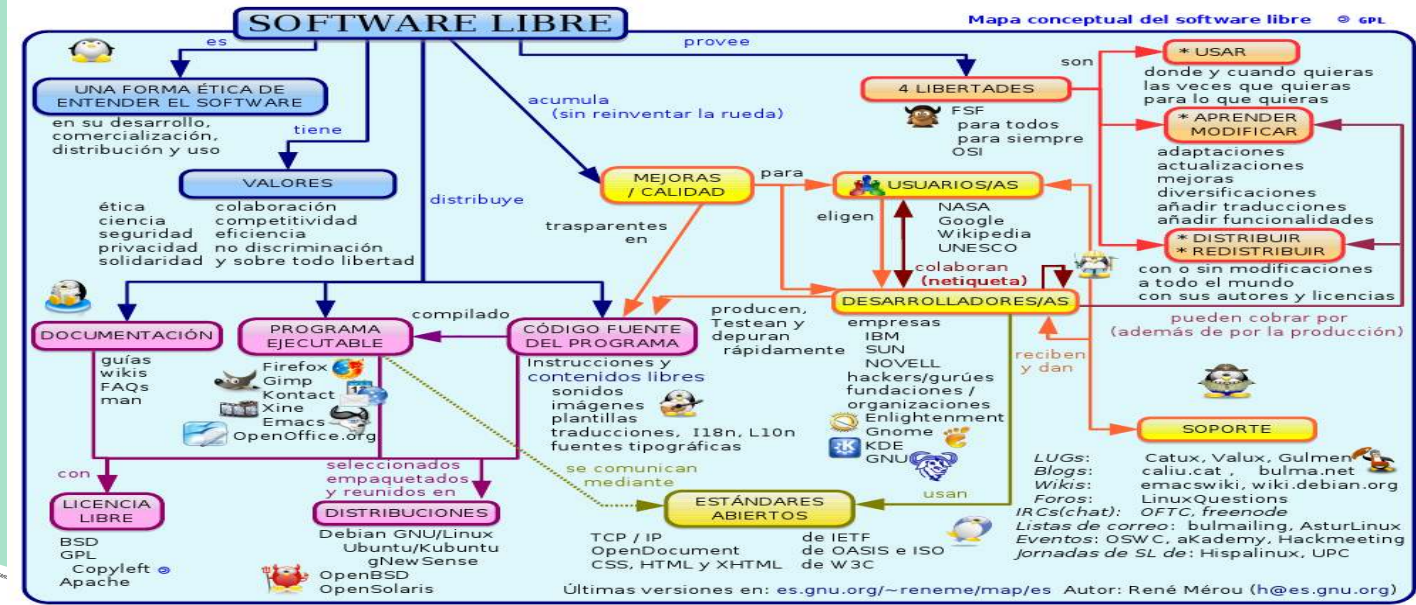 SOFTWARE LIBRE
Mapa conceptual del software libre GPL
es
provee
UNA FORMA ÉTICA DE
ENTENDER EL SOFTWARE
en su desarrollo,
comercialización,
distribución y uso
tiene
VALORES
ética
ciencia
seguridad
privacidad
solidaridad
colaboración
competitividad
eficiencia
no discriminación
y sobre todo libertad
acumula
(sin reinventar la rueda)
distribuye
MEJORAS
/ CALIDAD
para
trasparentes
en
4 LIBERTADES
FSF
para todos
para siempre
OSI
son
* USAR
donde y cuando quieras
las veces que quieras
para lo que quieras
* APRENDER
MODIFICAR
adaptaciones
actualizaciones
mejoras
diversificaciones
añadir traducciones
añadir funcionalidades
* DISTRIBUIR
* REDISTRIBUIR
con o sin modificaciones
a todo el mundo
con sus autores y licencias
pueden cobrar por
(además de por la producción)
USUARIOS/AS
NASA
Google
Wikipedia
UNESCO
eligen
colaboran
(netiqueta)
DESARROLLADORES/AS
empresas
IBM
SUN
NOVELL
hackers/gurúes
fundaciones /
organizaciones
Enlightenment
Gnome
KDE
GNU
producen,
Testean y
depuran
rápidamente
reciben
y dan
DOCUMENTACIÓN
guías
wikis
FAQs
man
PROGRAMA
EJECUTABLE
Firefox
Gimp
Kontact
12
Xine
Emacs
OpenOffice.org
compilado
CÓDIGO FUENTE
DEL PROGRAMA
Instrucciones y
contenidos libres
sonidos
imágenes
plantillas
traducciones, I18n, L10n
fuentes tipográficas
con
LICENCIA
LIBRE
BSD
GPL
Copyleft
Apache
seleccionados
empaquetados
y reunidos en
DISTRIBUCIONES
Debian GNU/Linux
Ubuntu/Kubuntu
gNewSense
OpenBSD
OpenSolaris
se comunican
mediante
usan
ESTÁNDARES
ABIERTOS
TCP / IP de IETF
OpenDocument de OASIS e ISO
CSS, HTML y XHTML de W3C
SOPORTE
LUGs: Catux, Valux, Gulmen
Blogs: caliu.cat , bulma.net
Wikis: emacswiki, wiki.debian.org
Foros: LinuxQuestions
IRCs(chat): OFTC, freenode
Listas de correo: bulmailing, AsturLinux
Eventos: OSWC, aKademy, Hackmeeting
Jornadas de SL de: Hispalinux, UPC
Últimas versiones en: es.gnu.org/~reneme/map/es Autor: René Mérou (h@es.gnu.org)